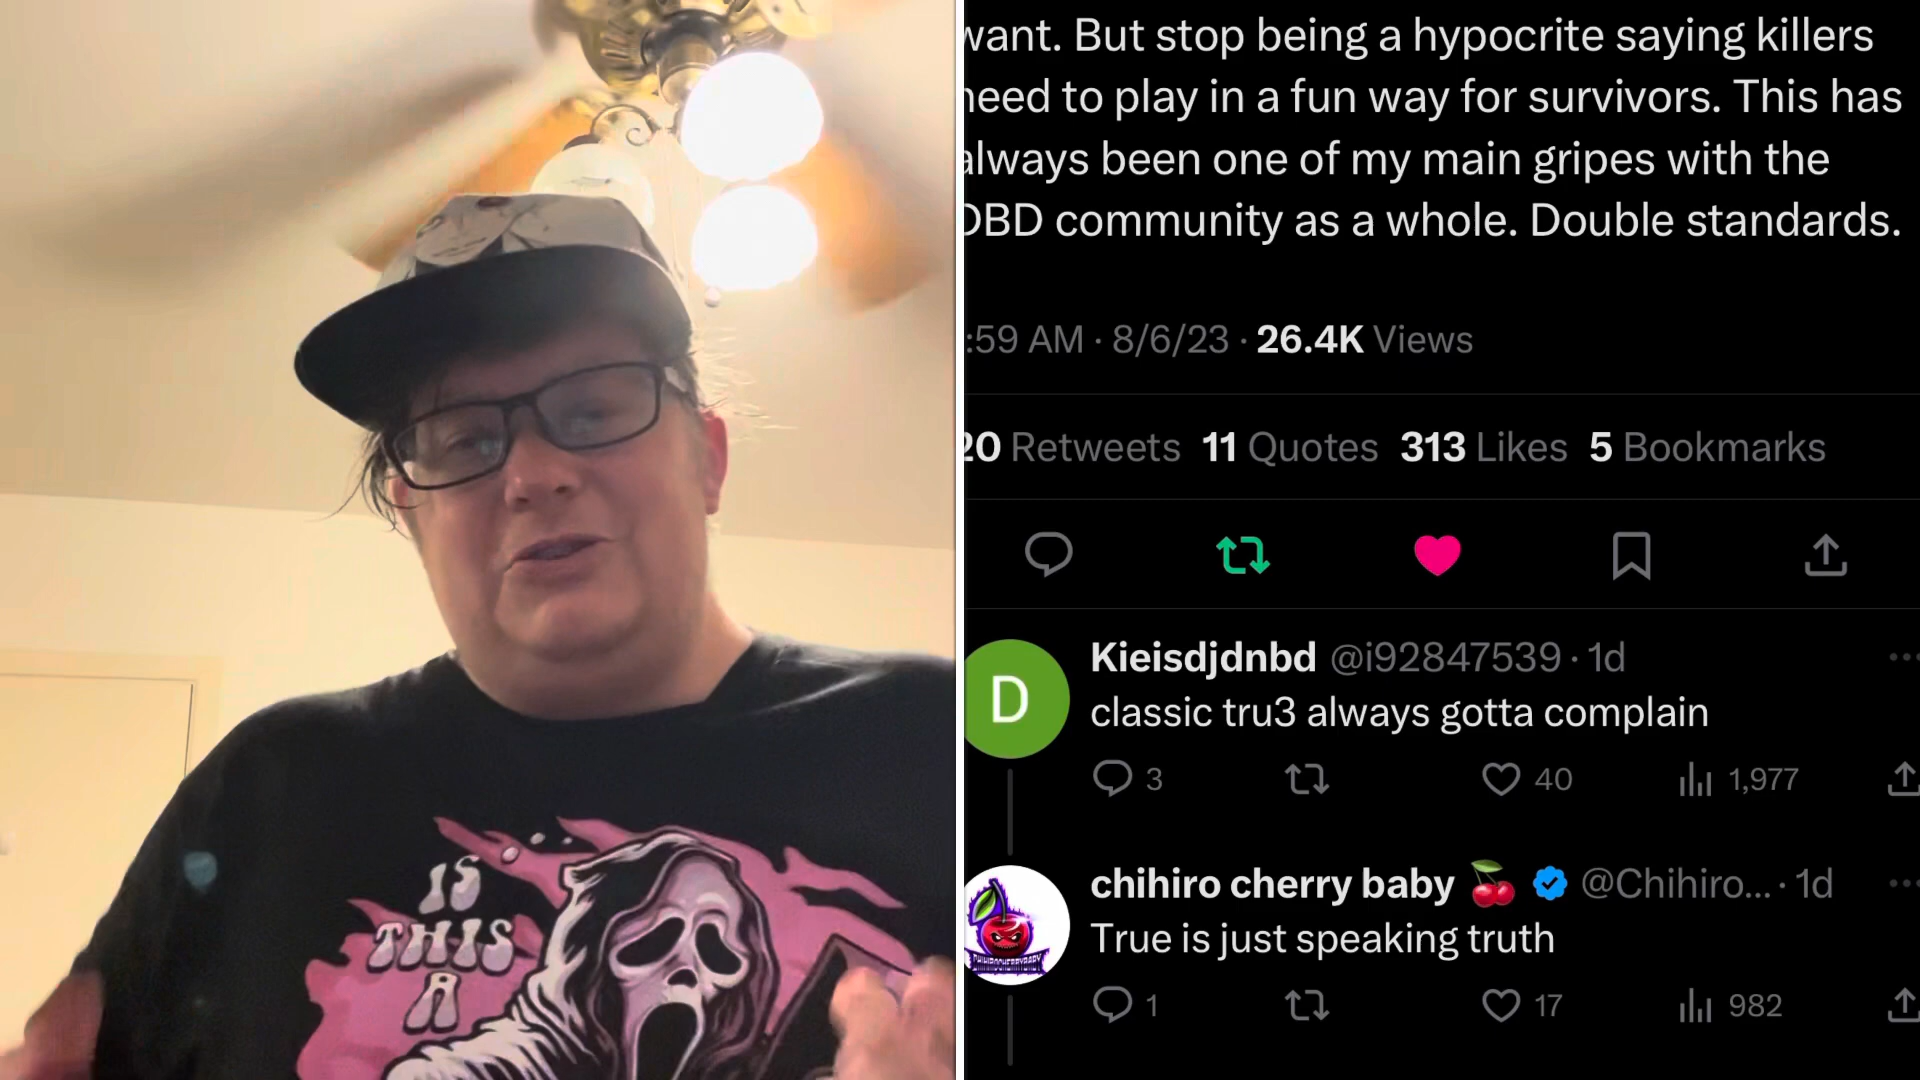 IS
THIS
A
want. But stop being a hypocrite saying killers
need to play in a fun way for survivors. This has
always been one of my main gripes with the
DBD community as a whole. Double standards.
:59 AM · 8/6/23 · 26.4K Views
20 Retweets 11 Quotes 313 Likes 5 Bookmarks
D
Kieisdjdnbd @i92847539 · 1d
classic tru3 always gotta complain
3 40 1,977
chihiro cherry baby 🍒 @Chihiro... · 1d
CHIHIROCHERRYBABY
True is just speaking truth
1 17 982